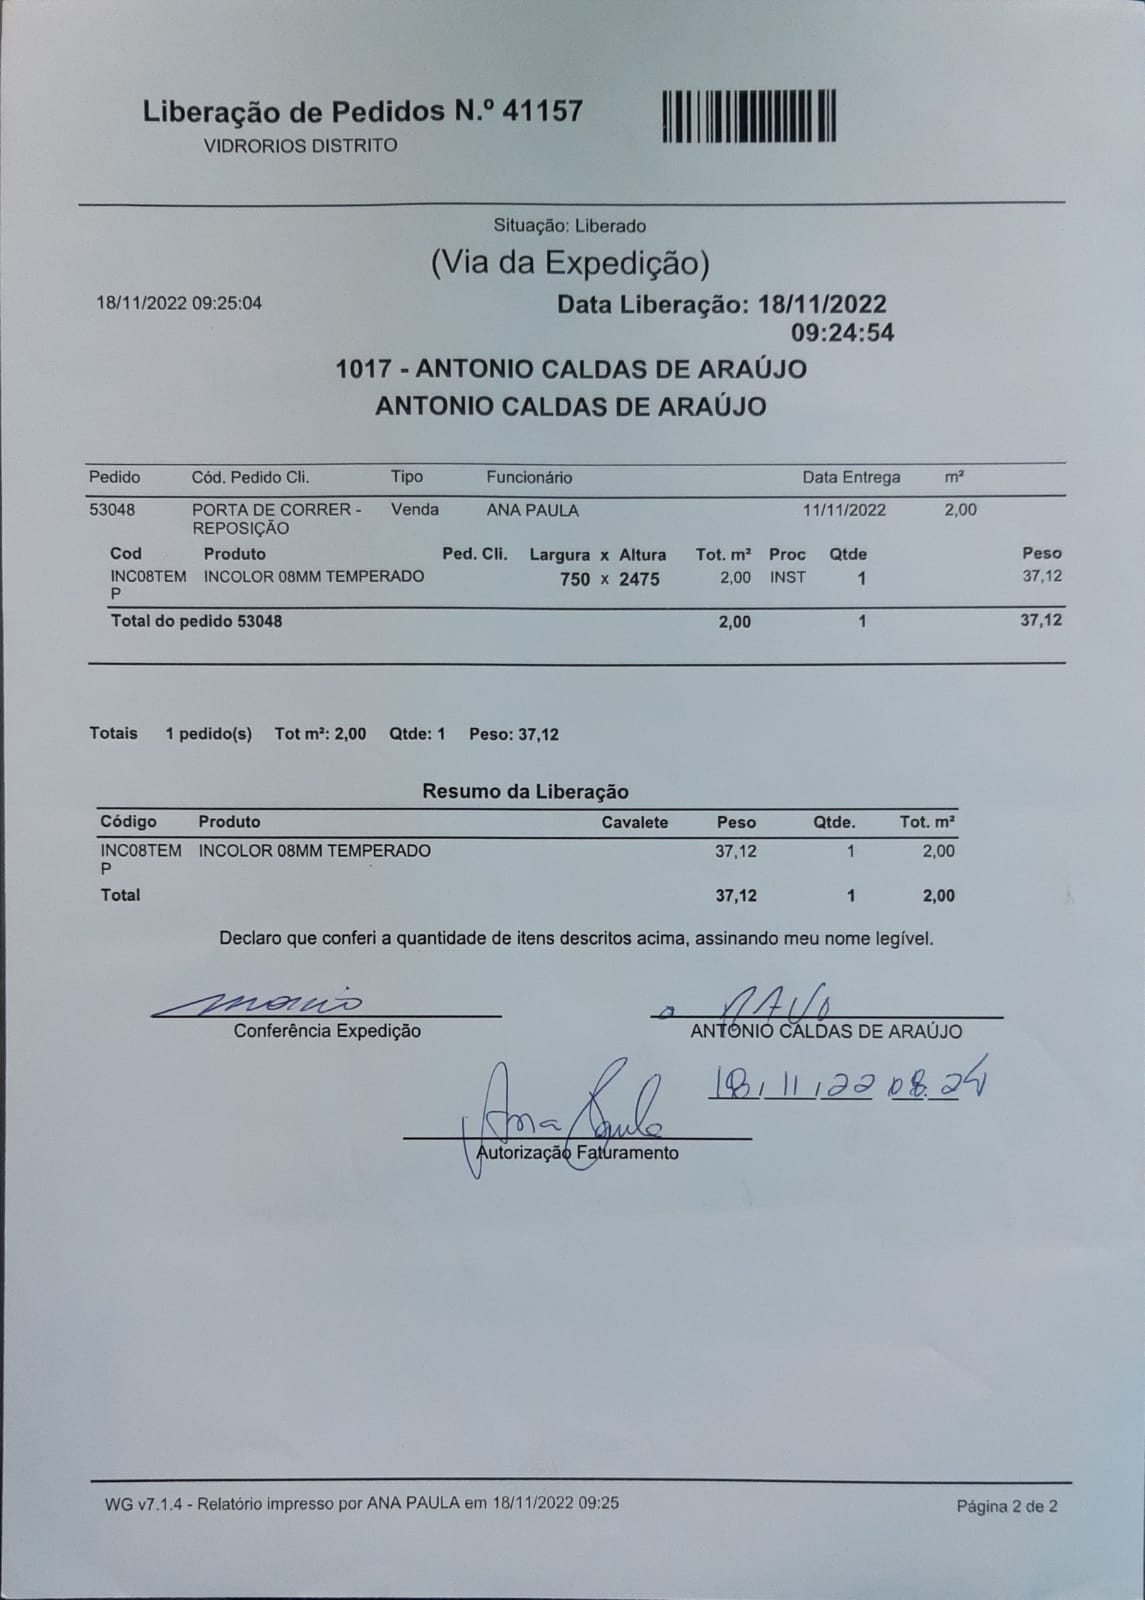 Liberação de Pedidos N.º 41157
VIDRORIOS DISTRITO
Situação: Liberado
(Via da Expedição)
18/11/2022 09:25:04
Data Liberação: 18/11/2022
09:24:54
1017 - ANTONIO CALDAS DE ARAÚJO
ANTONIO CALDAS DE ARAÚJO
Pedido Cód. Pedido Cli. Tipo Funcionário Data Entrega m²
53048 PORTA DE CORRER - Venda ANA PAULA 11/11/2022 2,00
REPOSIÇÃO
Cod Produto Ped. Cli. Largura x Altura Tot. m² Proc Qtde Peso
INC08TEM INCOLOR 08MM TEMPERADO 750 x 2475 2,00 INST 1 37,12
P
Total do pedido 53048 2,00 1 37,12
Totais 1 pedido(s) Tot m²: 2,00 Qtde: 1 Peso: 37,12
Resumo da Liberação
Código Produto Cavalete Peso Qtde. Tot. m²
INC08TEM INCOLOR 08MM TEMPERADO 37,12 1 2,00
P
Total 37,12 1 2,00
Declaro que conferi a quantidade de itens descritos acima, assinando meu nome legível.
Conferência Expedição
ANTONIO CALDAS DE ARAÚJO
18/11/22 08:24
Ana Paula
Autorização Faturamento
WG v7.1.4 - Relatório impresso por ANA PAULA em 18/11/2022 09:25
Página 2 de 2